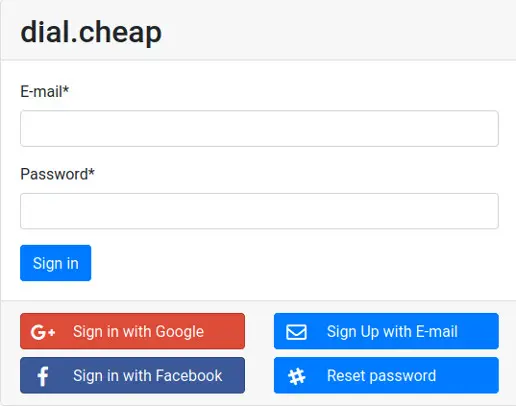 dial.cheap
E-mail*
Password*
Sign in
G+ Sign in with Google
Sign Up with E-mail
f Sign in with Facebook
Reset password